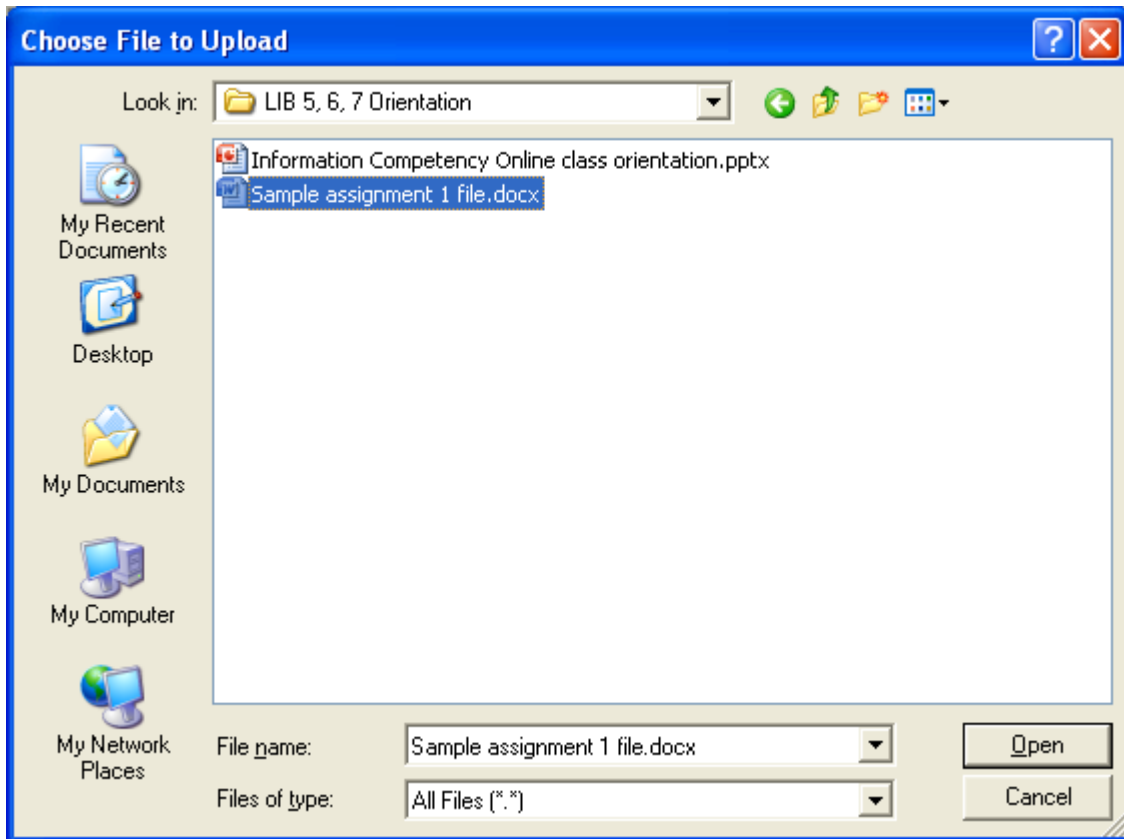 Choose File to Upload
Look in:
LIB 5, 6, 7 Orientation
Information Competency Online class orientation.pptx
Sample assignment 1 file.docx
My Recent
Documents
Desktop
My Documents
My Computer
My Network
Places
File name:
Sample assignment 1 file.docx
Open
Files of type:
All Files (*.*)
Cancel